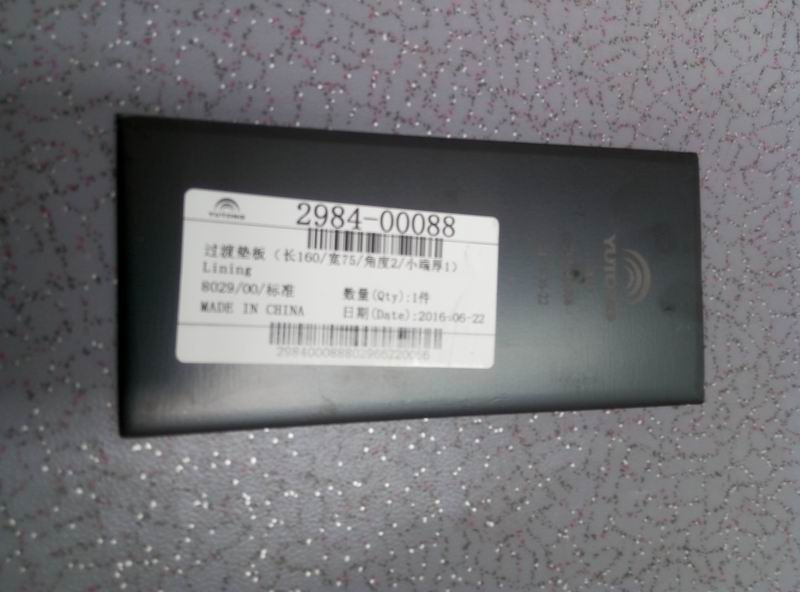 YUTONG
2984-00088
过渡垫板（长160/宽75/角度2/小端厚1）
Lining
8029/00/标准
数量(Qty):1件
MADE IN CHINA
日期(Date):2016-06-22
YUTONG